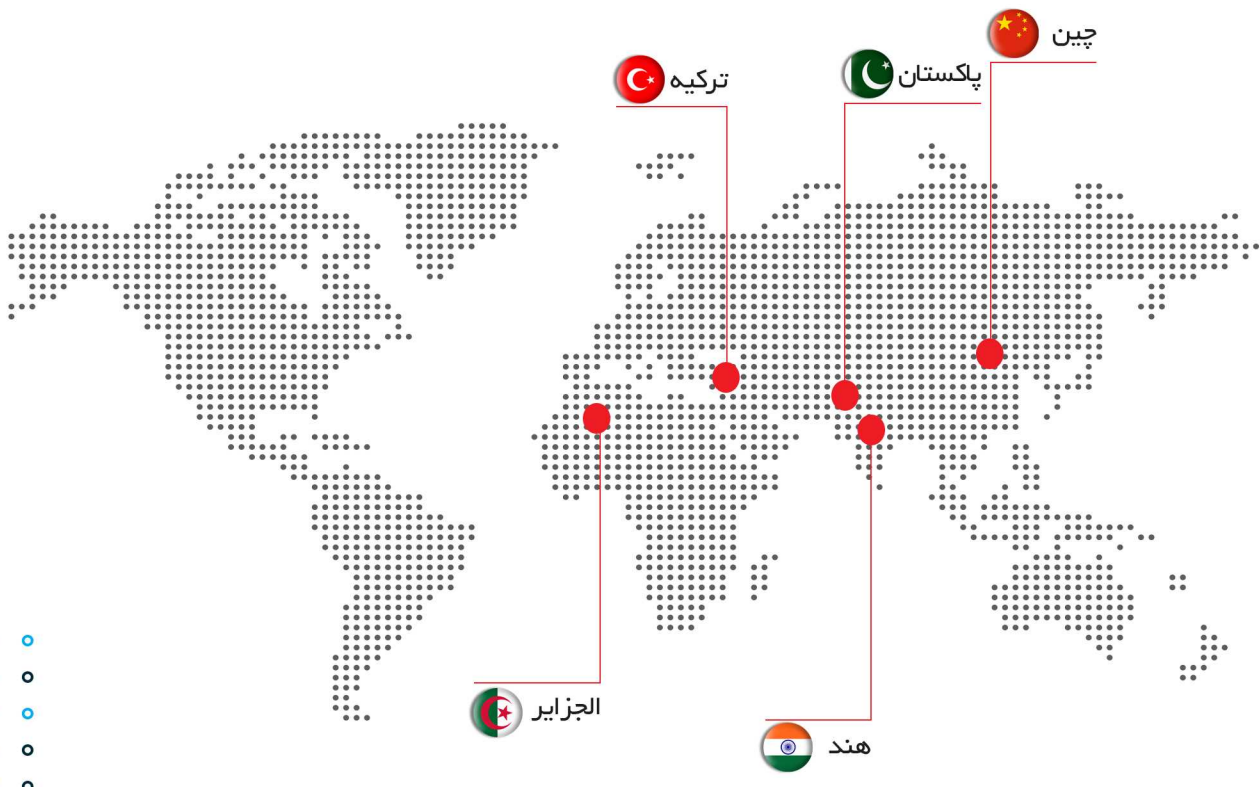 چین
پاکستان
ترکیه
الجزایر
هند